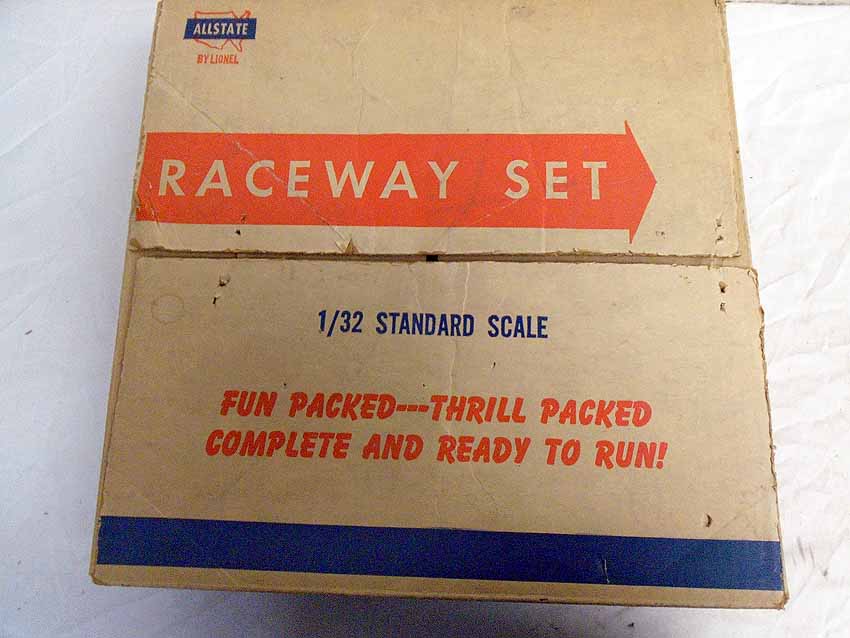 ALLSTATE
BY LIONEL
RACEWAY SET
1/32 STANDARD SCALE
FUN PACKED---THRILL PACKED
COMPLETE AND READY TO RUN!